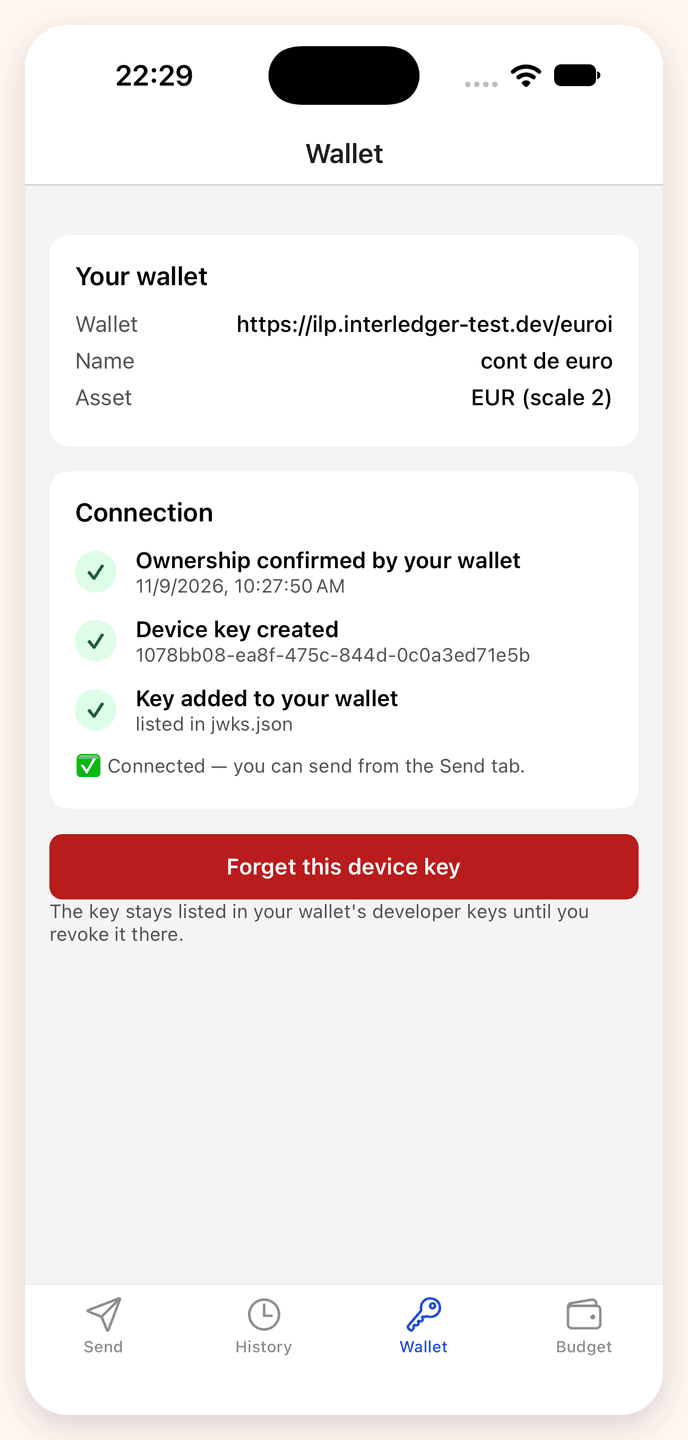 22:29
Wallet
Your wallet
Wallet https://ilp.interledger-test.dev/euroi
Name cont de euro
Asset EUR (scale 2)
Connection
Ownership confirmed by your wallet
11/9/2026, 10:27:50 AM
Device key created
1078bb08-ea8f-475c-844d-0c0a3ed71e5b
Key added to your wallet
listed in jwks.json
✅ Connected — you can send from the Send tab.
Forget this device key
The key stays listed in your wallet's developer keys until you
revoke it there.
Send History Wallet Budget